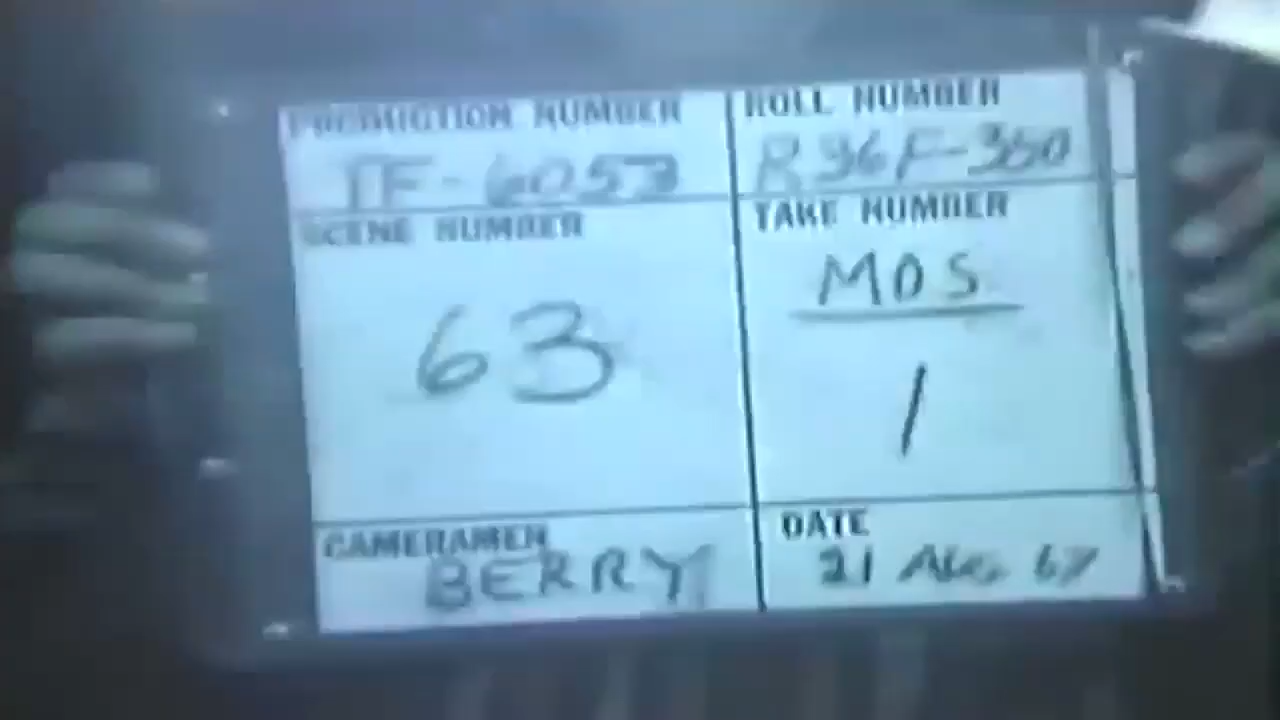 PRODUCTION NUMBER
TF-6053
ROLL NUMBER
R96F-350
SCENE NUMBER
63
TAKE NUMBER
MOS
1
CAMERAMEN
BERRY
DATE
21 AUG 67